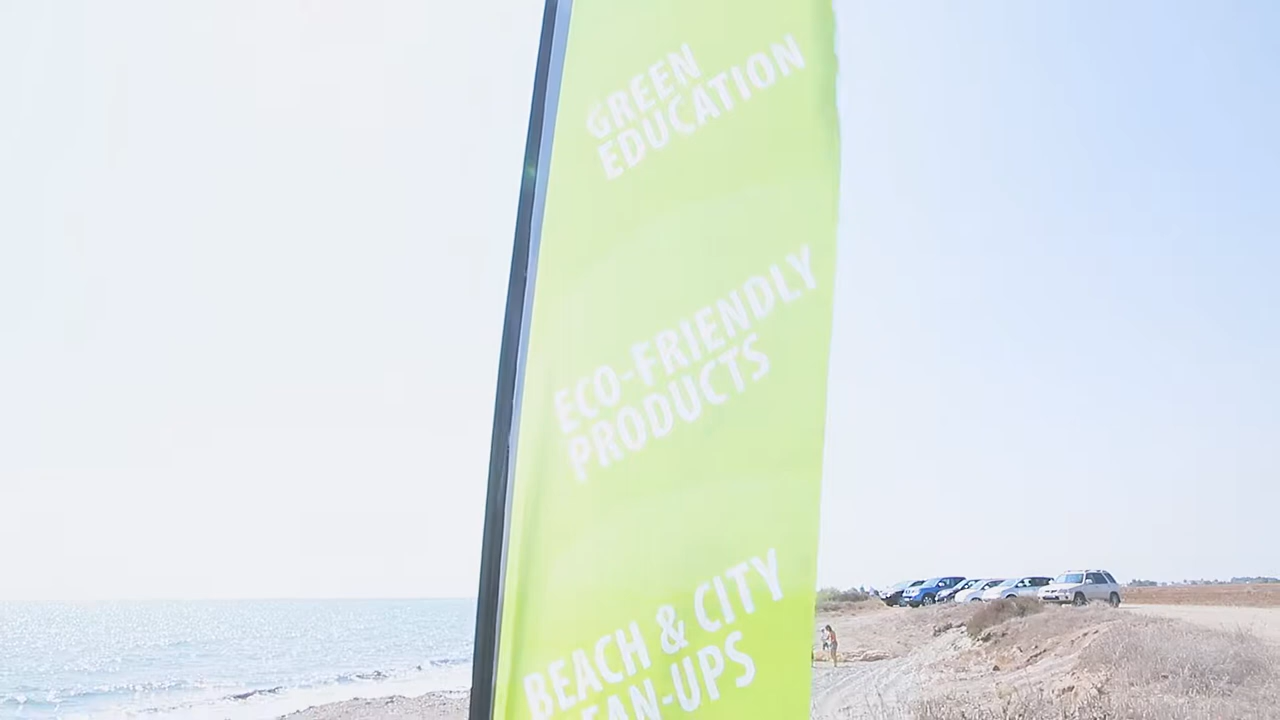 GREEN
EDUCATION
ECO-FRIENDLY
PRODUCTS
BEACH & CITY